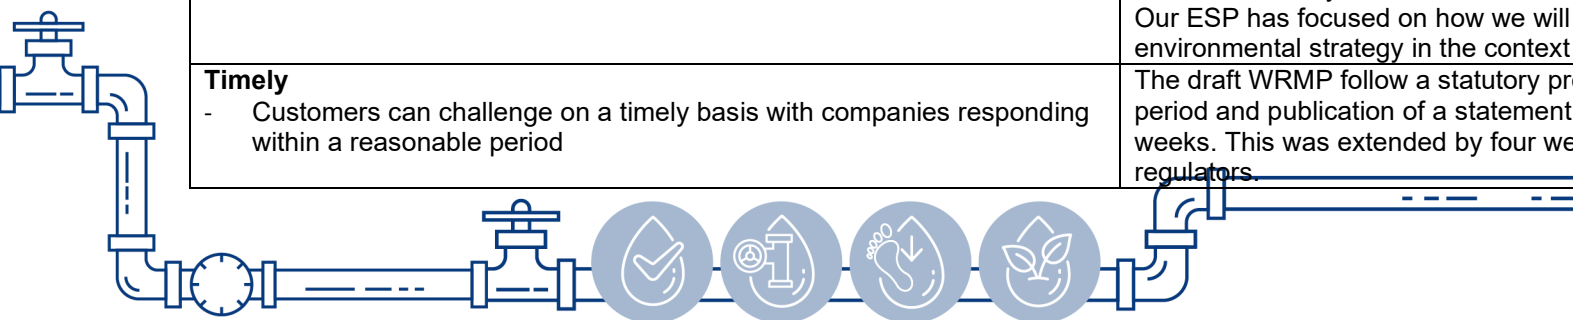 Our ESP has focused on how we will
environmental strategy in the context
Timely
- Customers can challenge on a timely basis with companies responding
within a reasonable period
The draft WRMP follow a statutory
period and publication of a statement
weeks. This was extended by four
regulators.